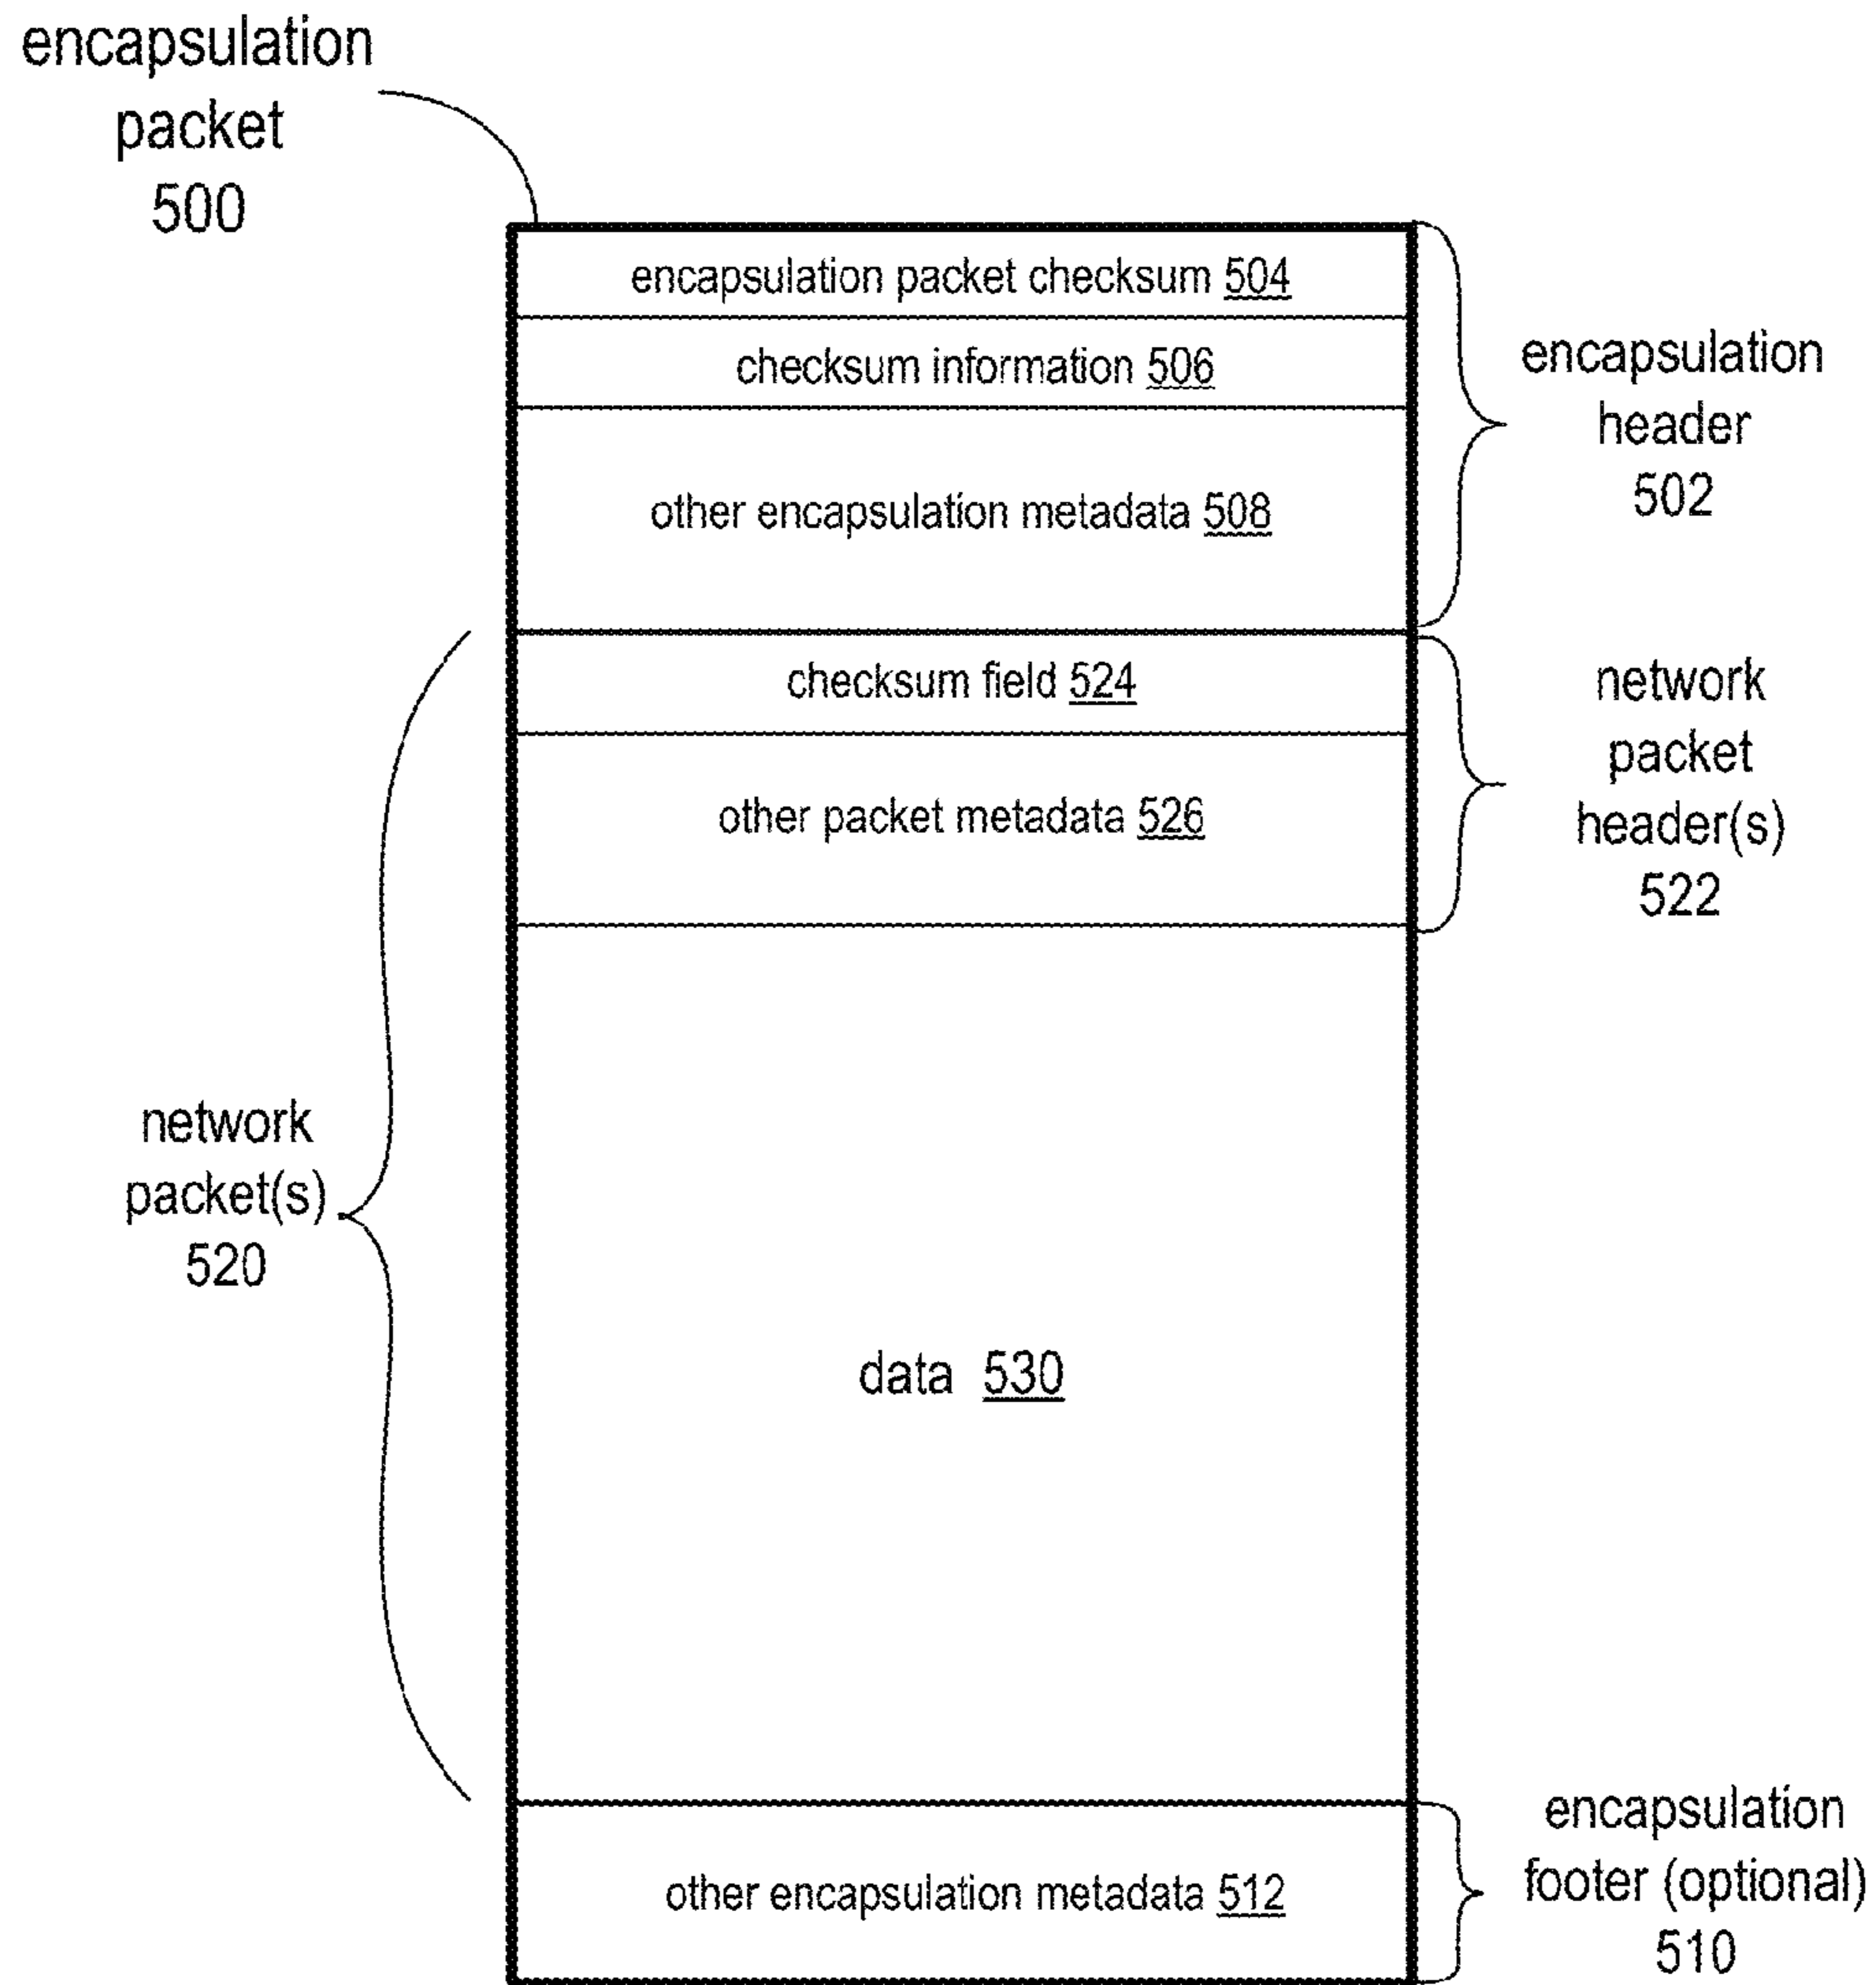 encapsulation
packet
500
encapsulation packet checksum 504
checksum information 506
other encapsulation metadata 508
encapsulation
header
502
checksum field 524
other packet metadata 526
network
packet
header(s)
522
network
packet(s)
520
data 530
other encapsulation metadata 512
encapsulation
footer (optional)
510